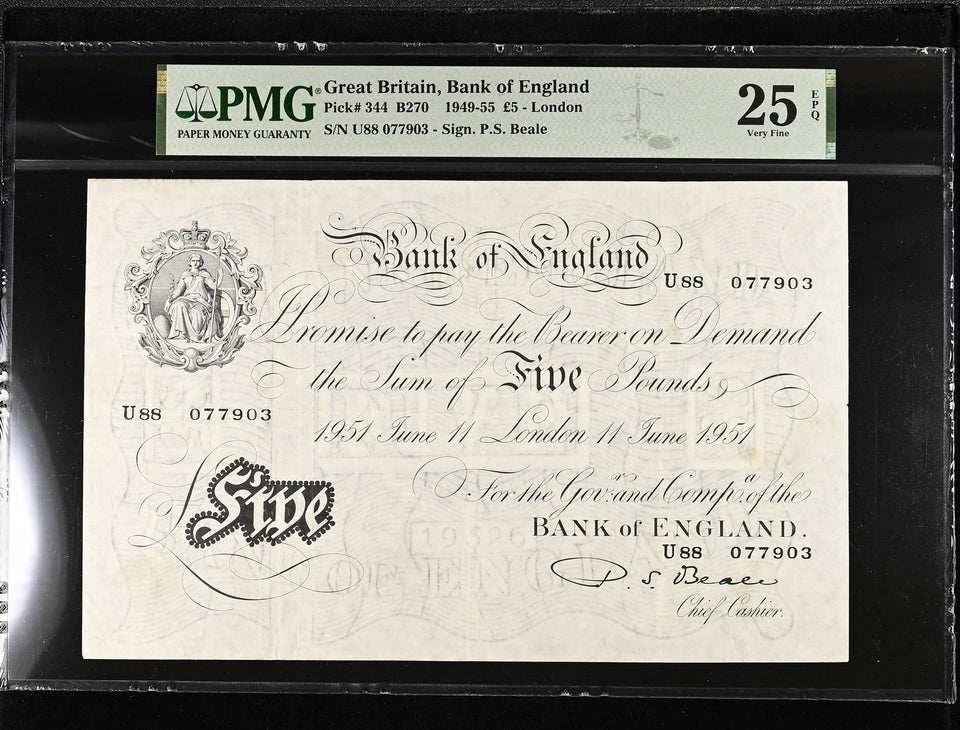 PMG®
PAPER MONEY GUARANTY
Great Britain, Bank of England
Pick# 344 B270 1949-55 £5 - London
S/N U88 077903 - Sign. P.S. Beale
25
Very Fine
EPQ
Bank of England
U88 077903
I Promise to pay the Bearer on Demand
the Sum of Five Pounds
U88 077903
1951 June 11 London 11 June 1951
£Five
For the Govr. and Compa. of the
BANK of ENGLAND.
U88 077903
P. S. Beale
Chief Cashier.